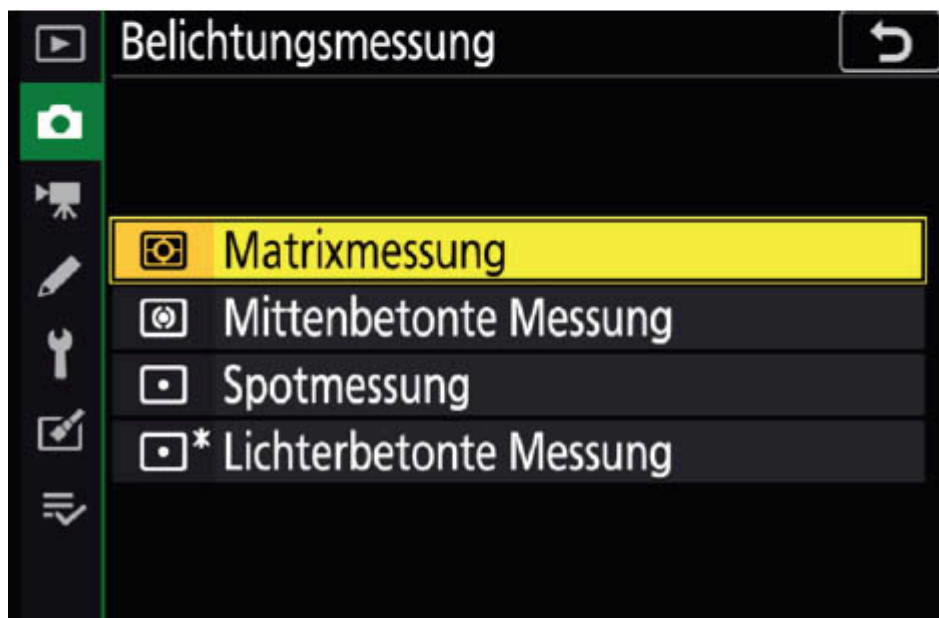 Belichtungsmessung
Matrixmessung
Mittenbetonte Messung
Spotmessung
* Lichterbetonte Messung